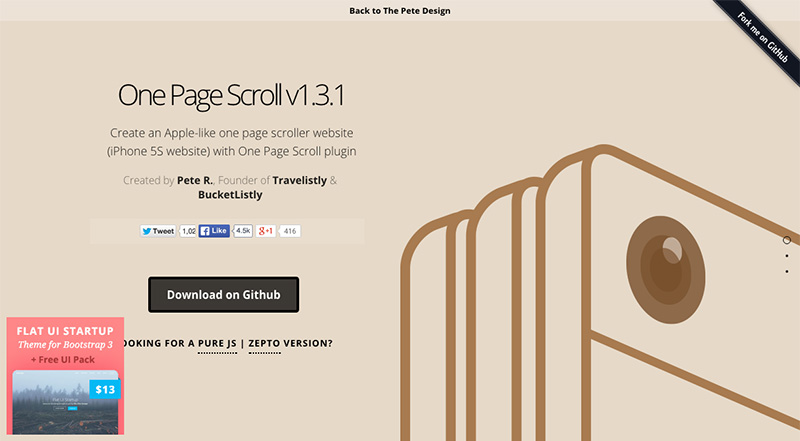 Back to The Pete Design
Fork me on GitHub
One Page Scroll v1.3.1
Create an Apple-like one page scroller website
(iPhone 5S website) with One Page Scroll plugin
Created by Pete R., Founder of Travelistly &
BucketListly
Tweet 1,02 Like 4.5k g+1 416
Download on Github
OOKING FOR A PURE JS | ZEPTO VERSION?
FLAT UI STARTUP
Theme for Bootstrap 3
+ Free UI Pack
Flat UI Startup
$13